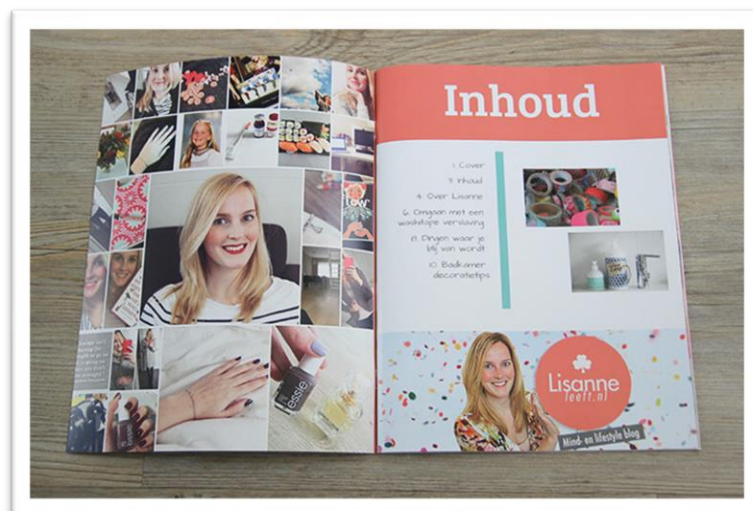 Inhoud
1. Cover
3. Inhoud
4. Over Lisanne
6. Omgaan met een
washitape verslaving
Dingen waar je
blij van wordt
10. Badkamer
decoratietips
Lisanne
leeft.nl
Mind- en lifestyle blog
essie